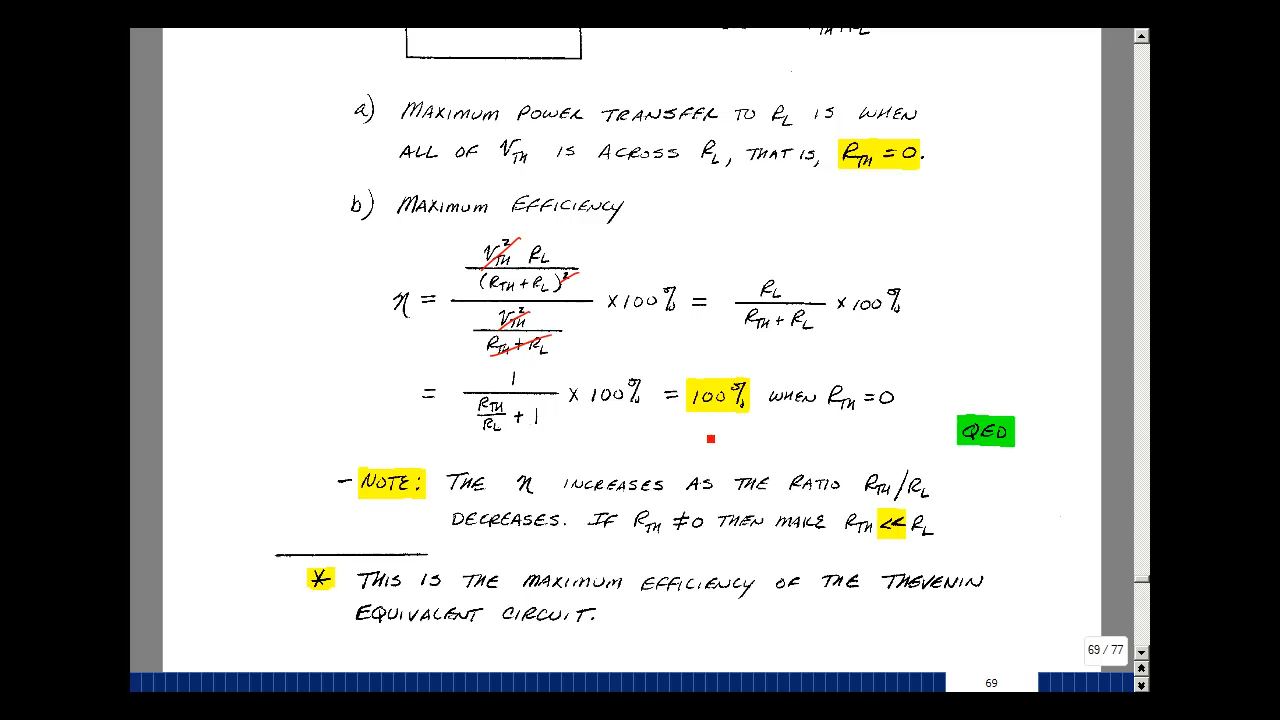 a) MAXIMUM POWER TRANSFER TO RL IS WHEN
ALL OF VTH IS ACROSS RL, THAT IS, RTH = 0.
b) MAXIMUM EFFICIENCY
η = (VTH² RL / (RTH + RL)²) / (VTH² / (RTH + RL)) × 100% = RL / (RTH + RL) × 100%
= 1 / (RTH/RL + 1) × 100% = 100% WHEN RTH = 0
QED
- NOTE: THE η INCREASES AS THE RATIO RTH/RL
DECREASES. IF RTH ≠ 0 THEN MAKE RTH << RL
* THIS IS THE MAXIMUM EFFICIENCY OF THE THEVENIN
EQUIVALENT CIRCUIT.
69 / 77
69